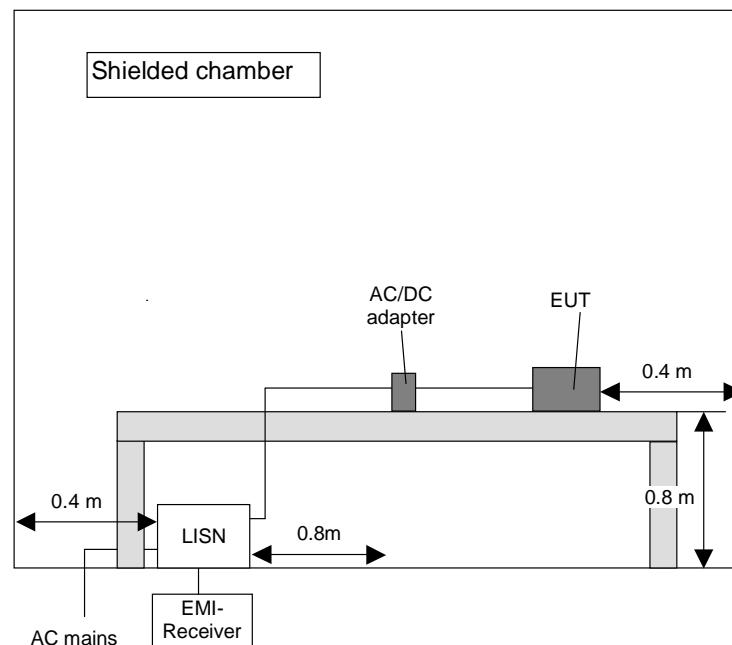 Shielded chamber
AC/DC
adapter
EUT
0.4 m
0.4 m
0.8 m
LISN
0.8m
EMI-
Receiver
AC mains